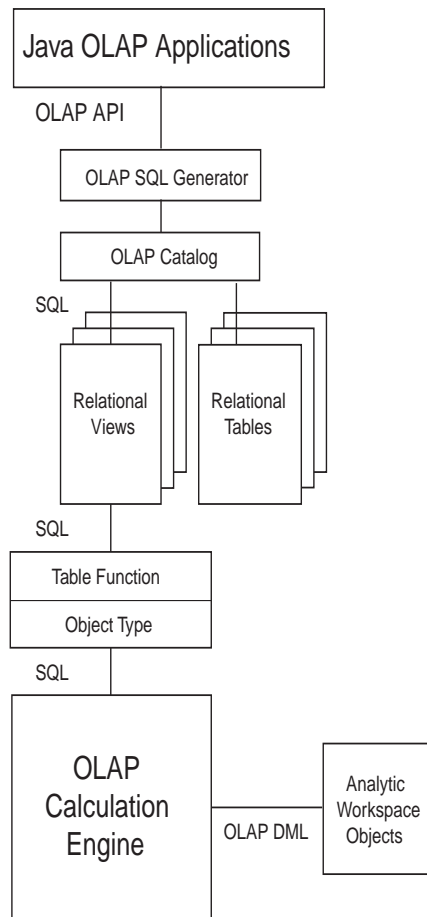 Java OLAP Applications
OLAP API
OLAP SQL Generator
OLAP Catalog
SQL
Relational
Views
Relational
Tables
SQL
Table Function
Object Type
SQL
OLAP
Calculation
Engine
OLAP DML
Analytic
Workspace
Objects